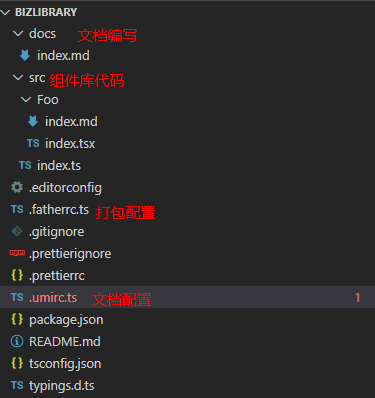 BIZLIBRARY
docs 文档编写
index.md
src 组件库代码
Foo
index.md
TS index.tsx
TS index.ts
.editorconfig
TS .fatherrc.ts 打包配置
.gitignore
npm .prettierignore
{} .prettierrc
TS .umirc.ts 文档配置 1
{} package.json
README.md
{} tsconfig.json
TS typings.d.ts